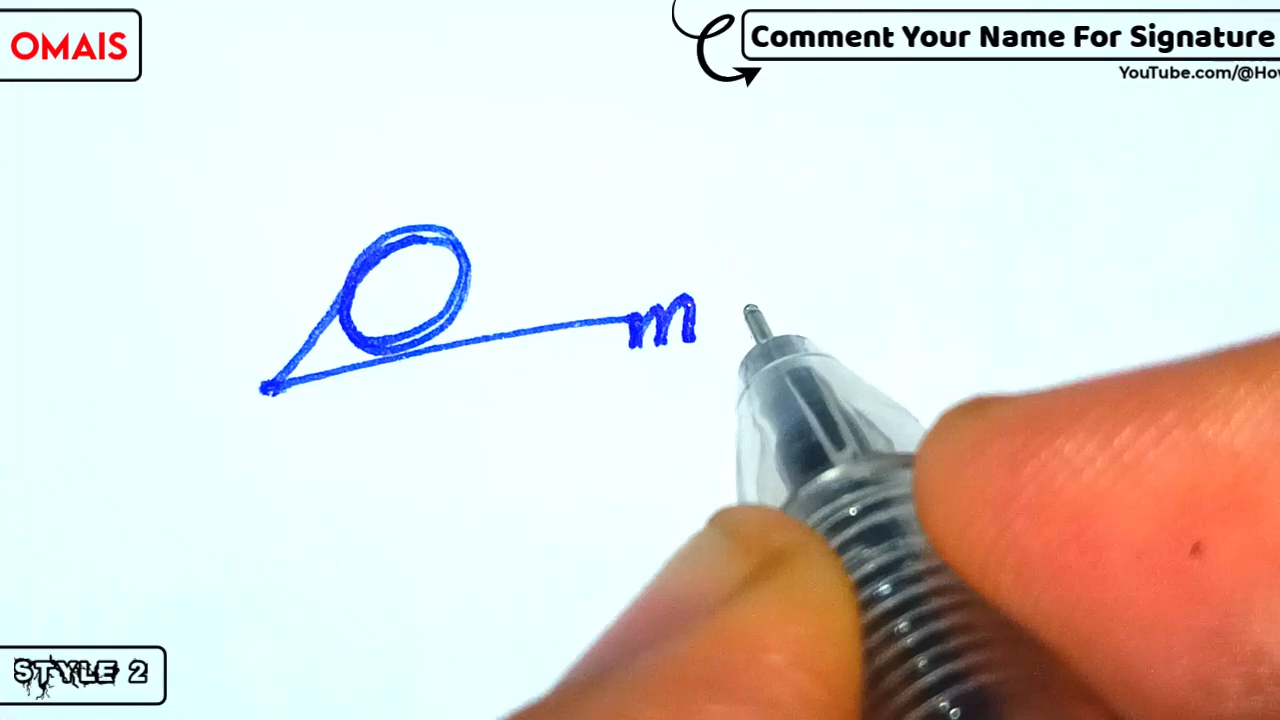 OMAIS
Comment Your Name For Signature
YouTube.com/@Hov
Om
STYLE 2